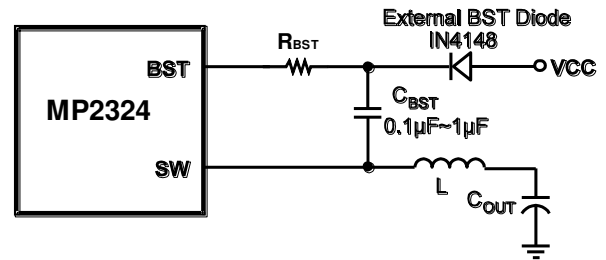 External BST Diode
IN4148
RBST
BST
VCC
MP2324
CBST
0.1μF~1μF
SW
L
COUT